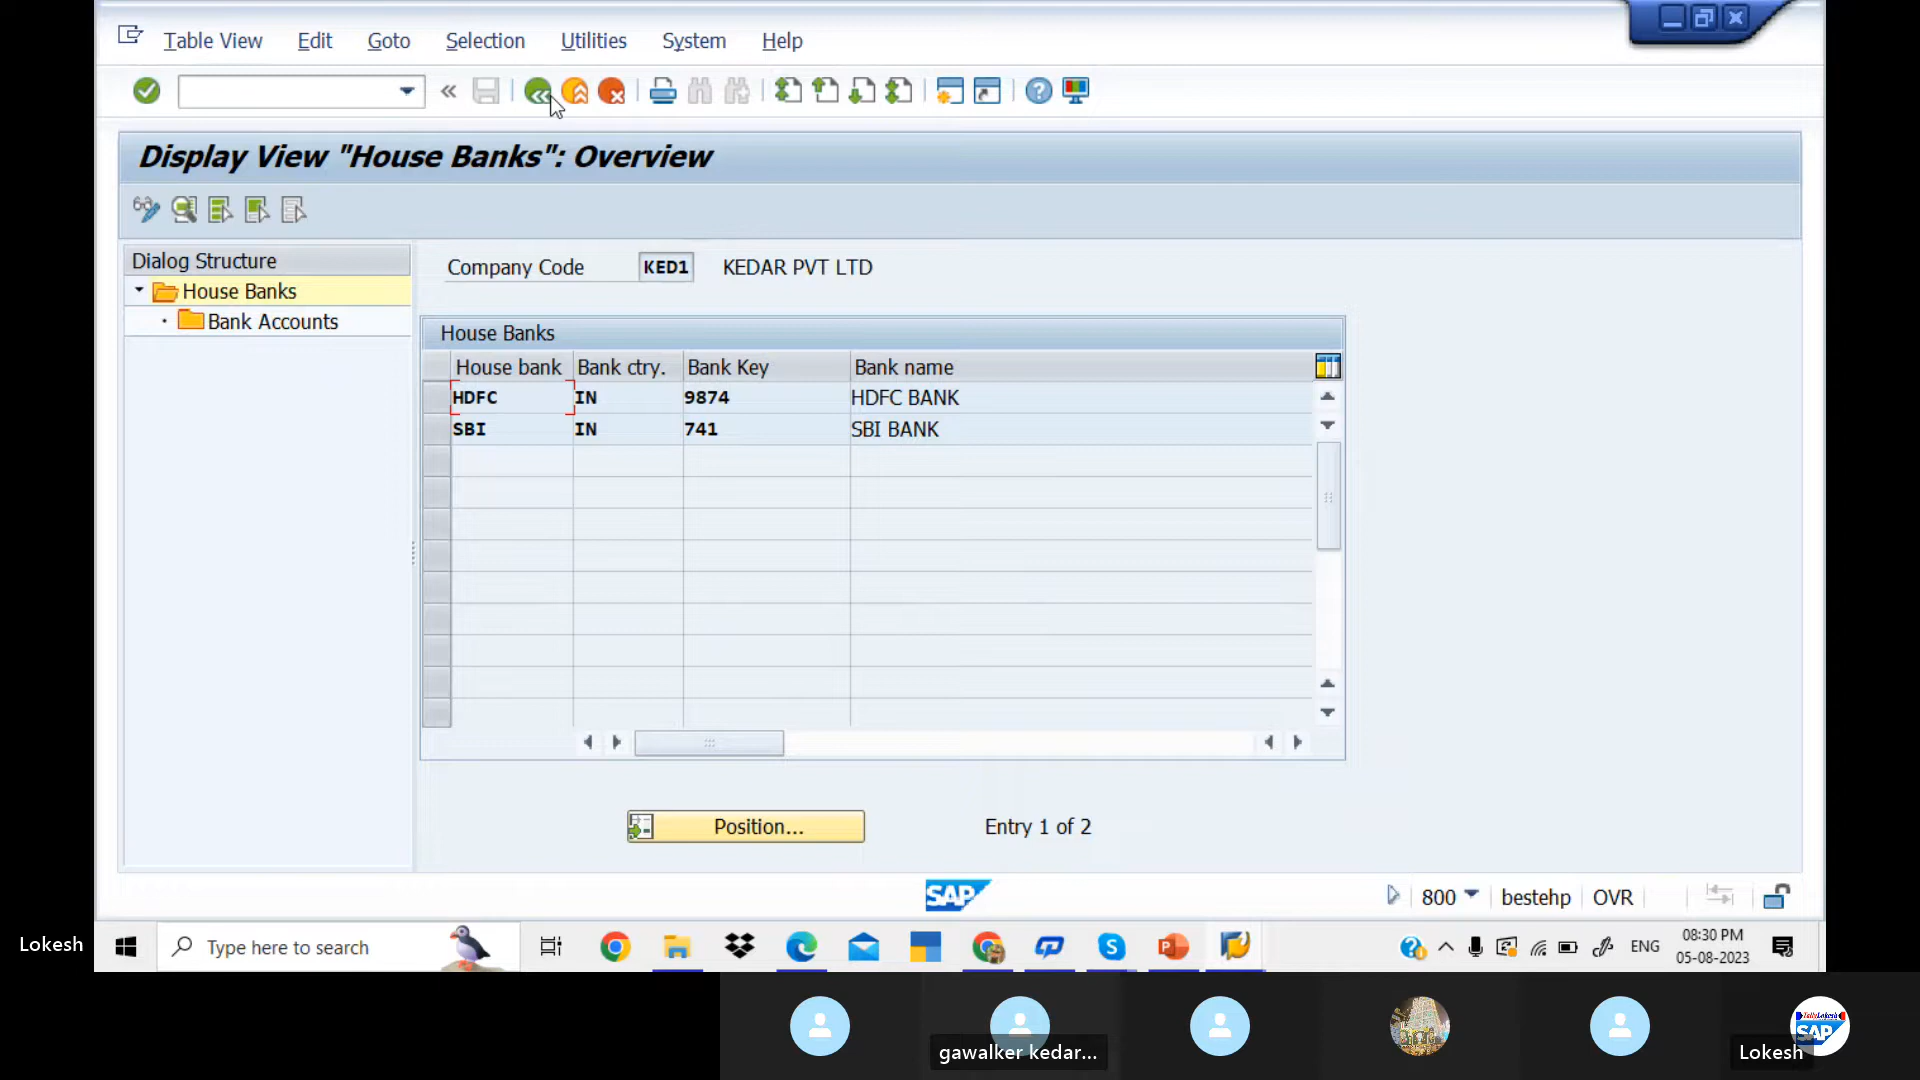 Table View Edit Goto Selection Utilities System Help
Display View "House Banks": Overview
Dialog Structure
House Banks
Bank Accounts
Company Code KED1 KEDAR PVT LTD
House Banks
House bank Bank ctry. Bank Key Bank name
HDFC IN 9874 HDFC BANK
SBI IN 741 SBI BANK
Position... Entry 1 of 2
SAP
800 bestehp OVR
Lokesh
Type here to search
ENG
08:30 PM
05-08-2023
gawalker kedar...
SAP
Lokesh